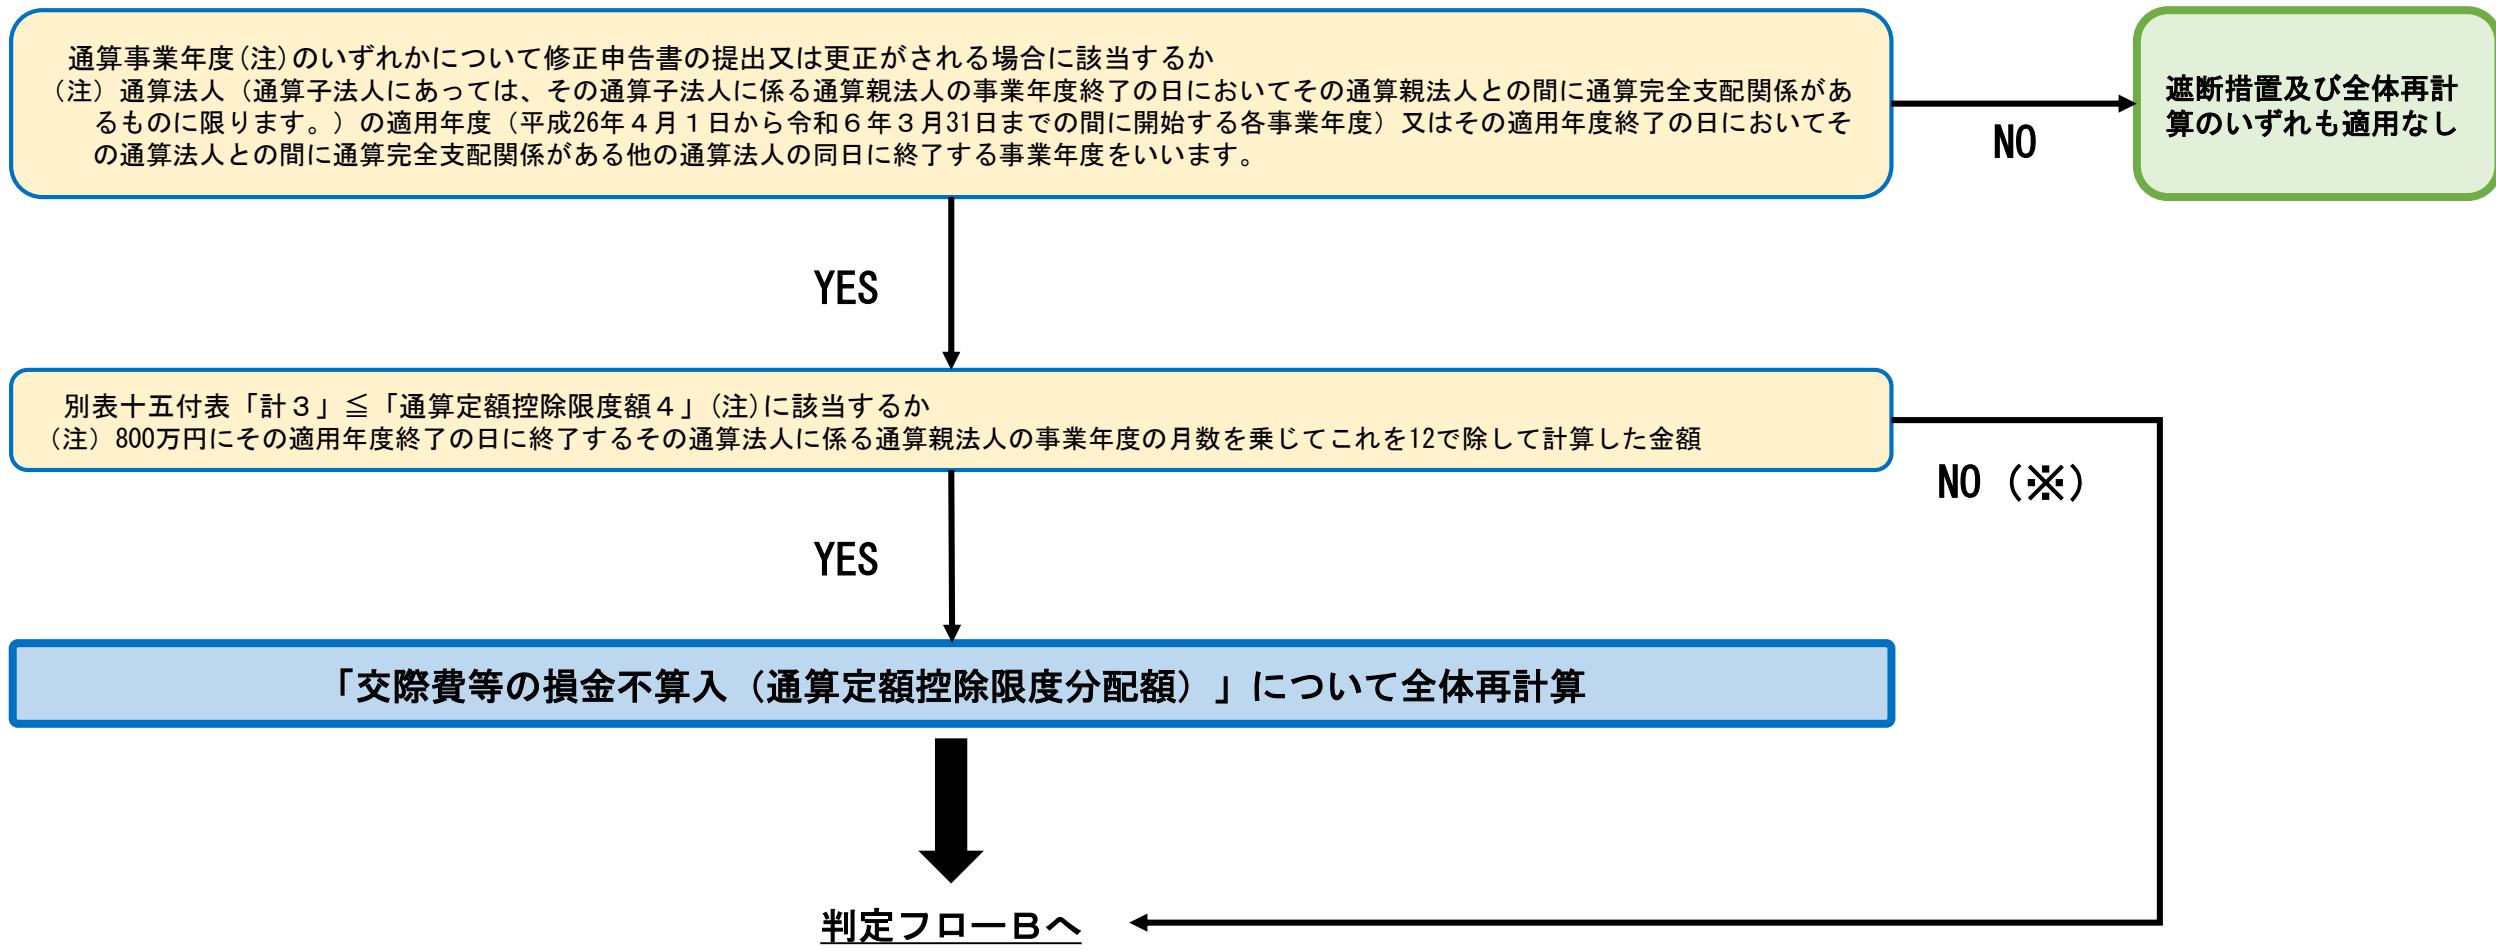 通算事業年度(注)のいずれかについて修正申告書の提出又は更正がされる場合に該当するか
（注）通算法人（通算子法人にあっては、その通算子法人に係る通算親法人の事業年度終了の日においてその通算親法人との間に通算完全支配関係があ
るものに限ります。）の適用年度（平成26年４月１日から令和６年３月31日までの間に開始する各事業年度）又はその適用年度終了の日においてそ
の通算法人との間に通算完全支配関係がある他の通算法人の同日に終了する事業年度をいいます。
NO
遮断措置及び全体再計
算のいずれも適用なし
YES
別表十五付表「計３」≦「通算定額控除限度額４」(注)に該当するか
（注）800万円にその適用年度終了の日に終了するその通算法人に係る通算親法人の事業年度の月数を乗じてこれを12で除して計算した金額
NO（※）
YES
「交際費等の損金不算入（通算定額控除限度分配額）」について全体再計算
判定フローBへ